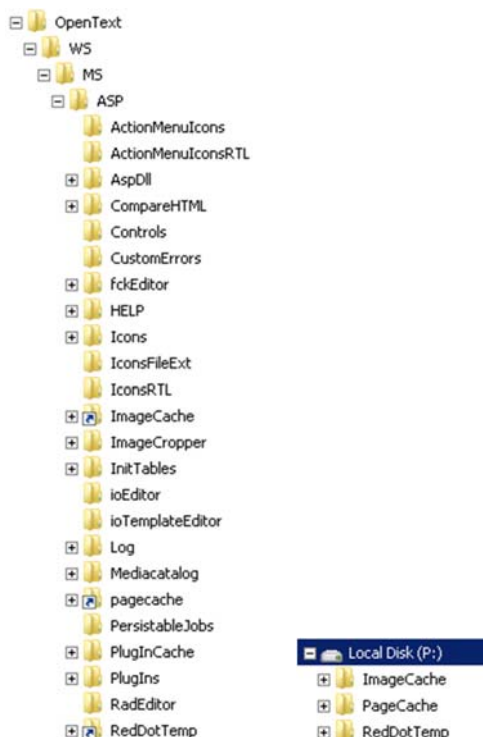 OpenText
WS
MS
ASP
ActionMenuIcons
ActionMenuIconsRTL
AspDll
CompareHTML
Controls
CustomErrors
fckEditor
HELP
Icons
IconsFileExt
IconsRTL
ImageCache
ImageCropper
InitTables
ioEditor
ioTemplateEditor
Log
Mediacatalog
pagecache
PersistableJobs
PlugInCache
PlugIns
RadEditor
RedDotTemp
Local Disk (P:)
ImageCache
PageCache
RedDotTemp